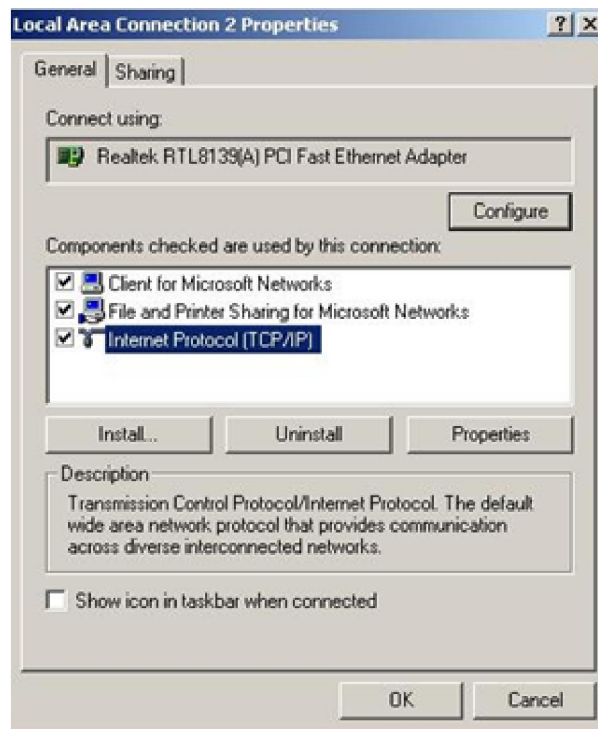 Local Area Connection 2 Properties
? X
General Sharing
Connect using:
Realtek RTL8139(A) PCI Fast Ethernet Adapter
Configure
Components checked are used by this connection:
Client for Microsoft Networks
File and Printer Sharing for Microsoft Networks
Internet Protocol (TCP/IP)
Install... Uninstall Properties
Description
Transmission Control Protocol/Internet Protocol. The default
wide area network protocol that provides communication
across diverse interconnected networks.
Show icon in taskbar when connected
OK Cancel